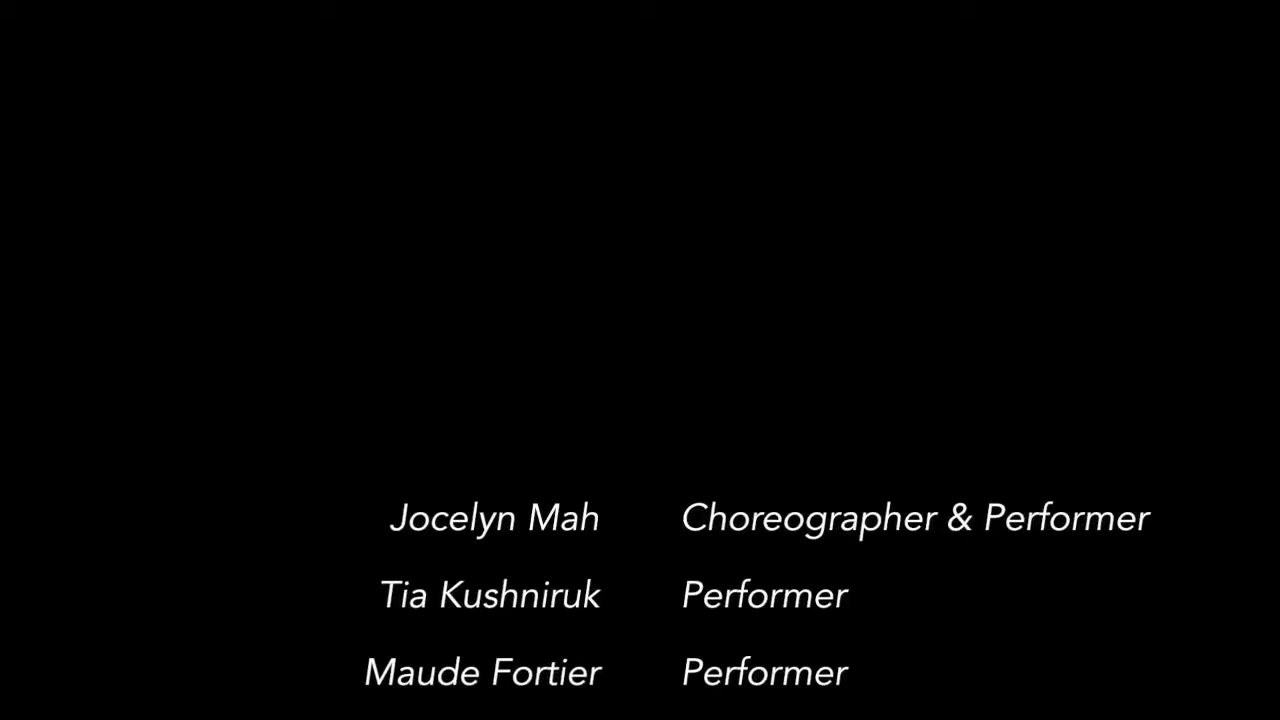 Jocelyn Mah Choreographer & Performer
Tia Kushniruk Performer
Maude Fortier Performer